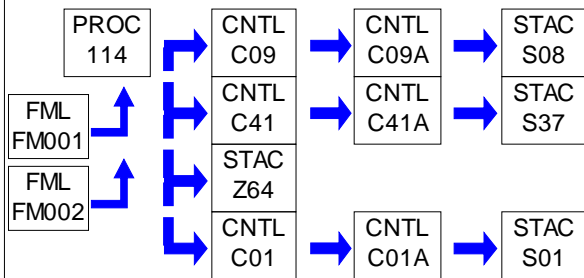 PROC
114
CNTL
C09
CNTL
C09A
STAC
S08
FML
FM001
CNTL
C41
CNTL
C41A
STAC
S37
FML
FM002
STAC
Z64
CNTL
C01
CNTL
C01A
STAC
S01